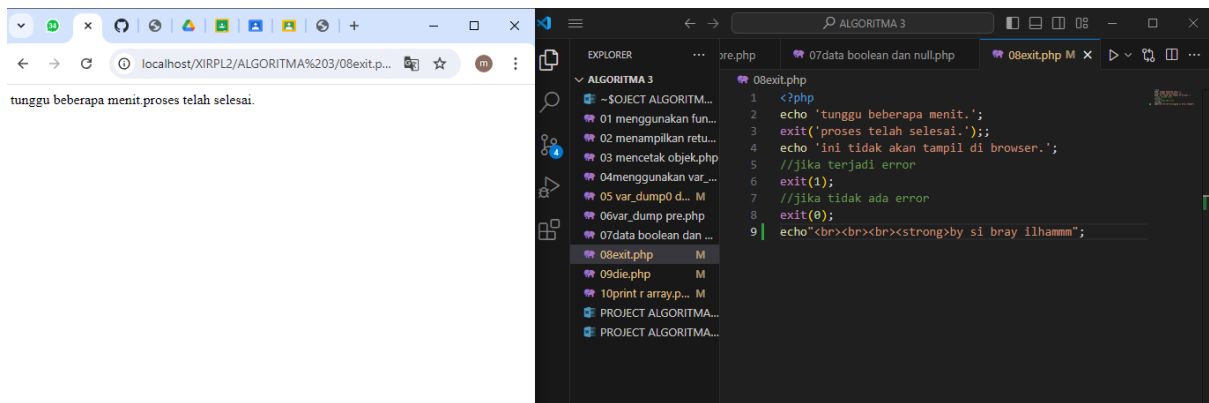 34
localhost/XIRPL2/ALGORITMA%203/08exit.p...
m
tunggu beberapa menit.proses telah selesai.
ALGORITMA 3
EXPLORER
ore.php
07data boolean dan null.php
08exit.php M
ALGORITMA 3
~$OJECT ALGORITM...
01 menggunakan fun...
02 menampilkan retu...
03 mencetak objek.php
04menggunakan var_...
05 var_dump0 d... M
06var_dump pre.php
07data boolean dan ...
08exit.php M
09die.php M
10print r array.p... M
PROJECT ALGORITMA...
PROJECT ALGORITMA...
4
08exit.php
1 <?php
2 echo 'tunggu beberapa menit.';
3 exit('proses telah selesai.');;
4 echo 'ini tidak akan tampil di browser.';
5 //jika terjadi error
6 exit(1);
7 //jika tidak ada error
8 exit(0);
9 echo"<br><br><br><strong>by si bray ilhammm";